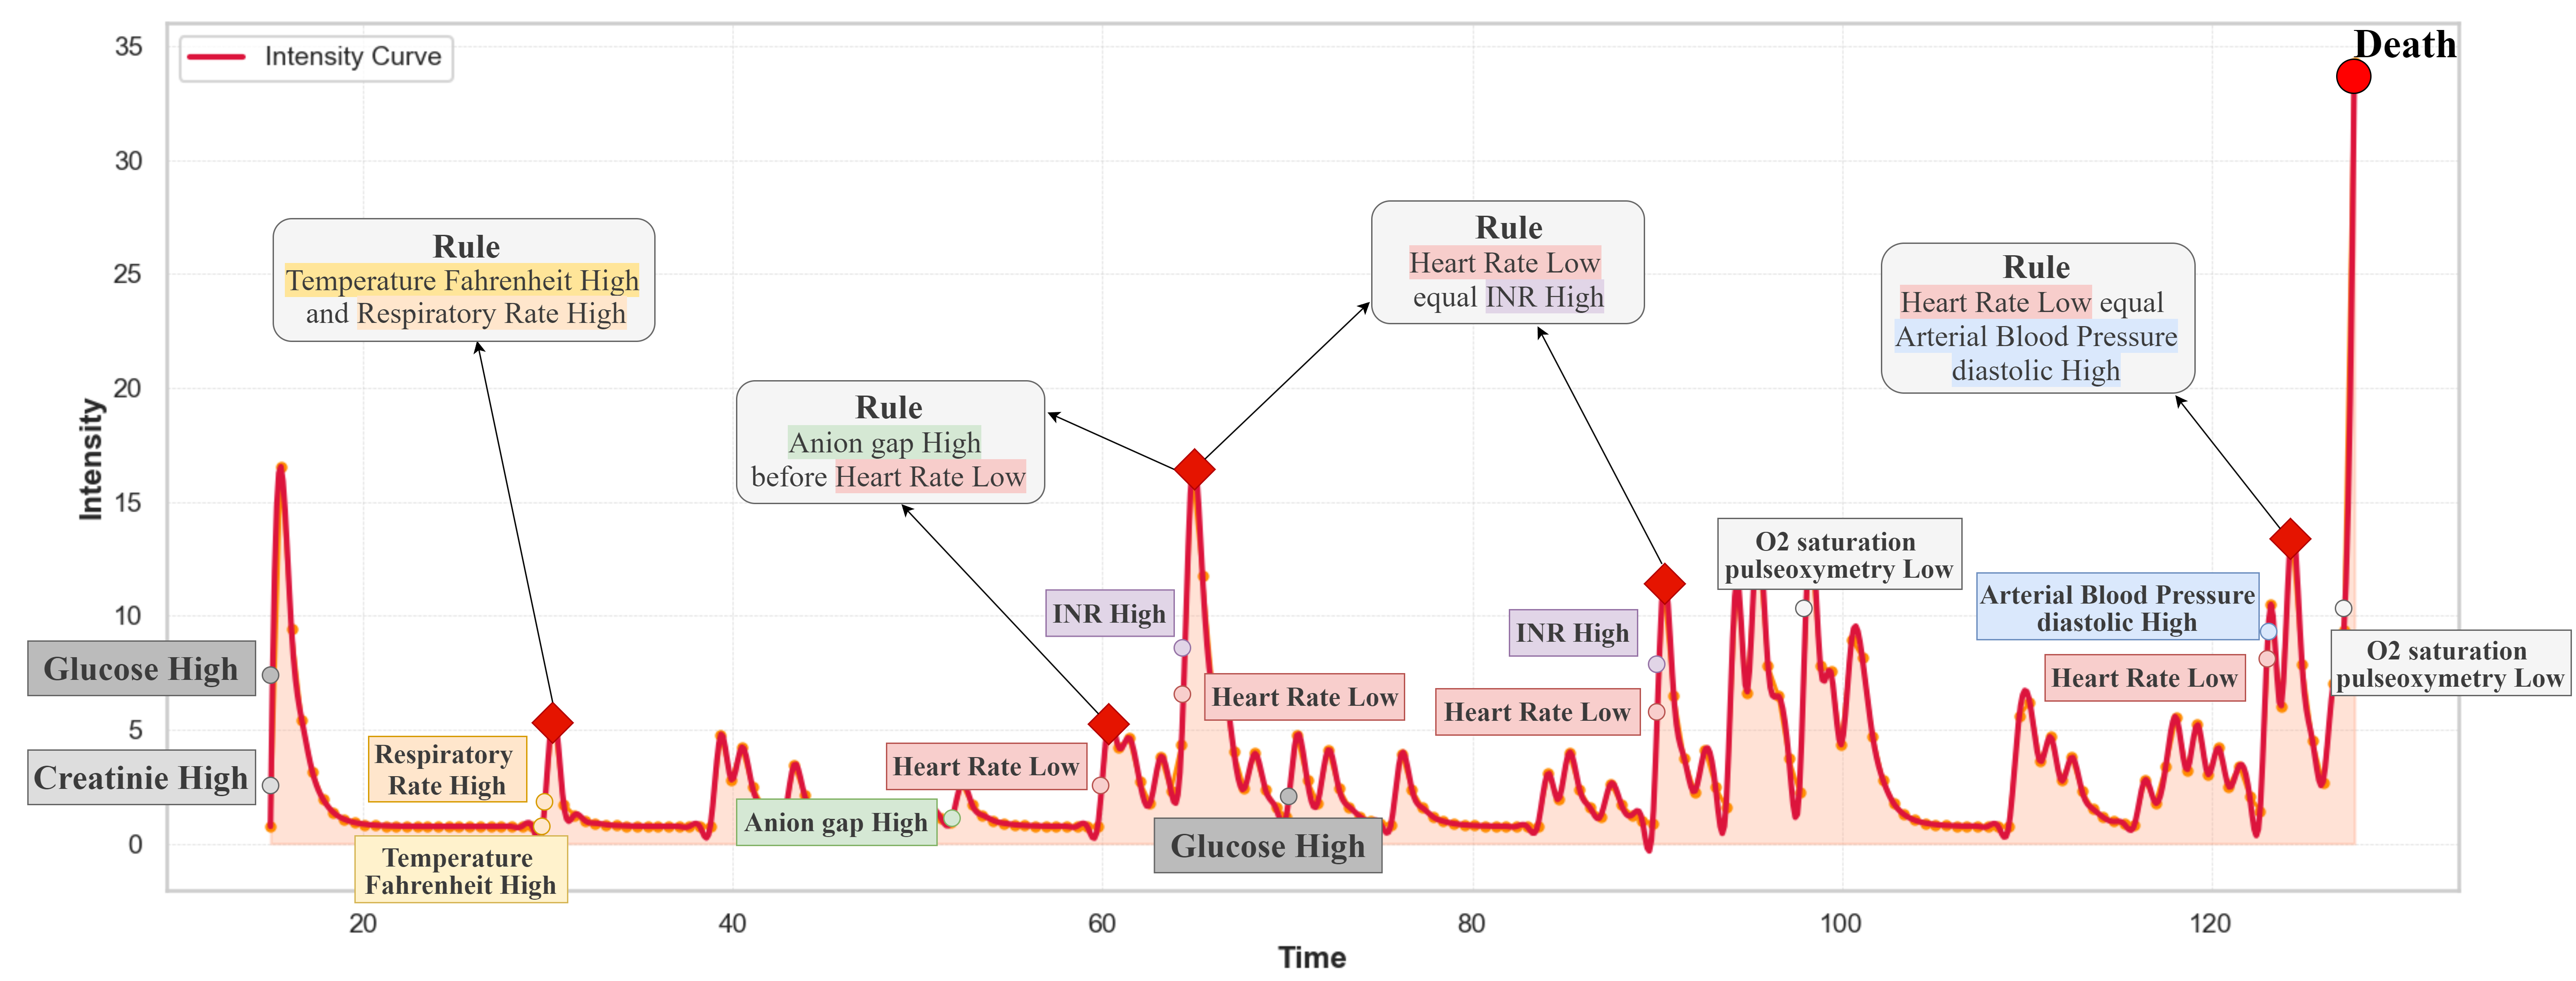 35
30
25
20
15
10
5
0
Intensity
Intensity Curve
Death
Rule
Temperature Fahrenheit High
and Respiratory Rate High
Rule
Anion gap High
before Heart Rate Low
Rule
Heart Rate Low
equal INR High
Rule
Heart Rate Low equal
Arterial Blood Pressure
diastolic High
Glucose High
Creatinie High
Respiratory
Rate High
Temperature
Fahrenheit High
Anion gap High
Heart Rate Low
INR High
Heart Rate Low
Glucose High
INR High
Heart Rate Low
O2 saturation
pulseoxymetry Low
Arterial Blood Pressure
diastolic High
Heart Rate Low
O2 saturation
pulseoxymetry Low
20 40 60 80 100 120
Time